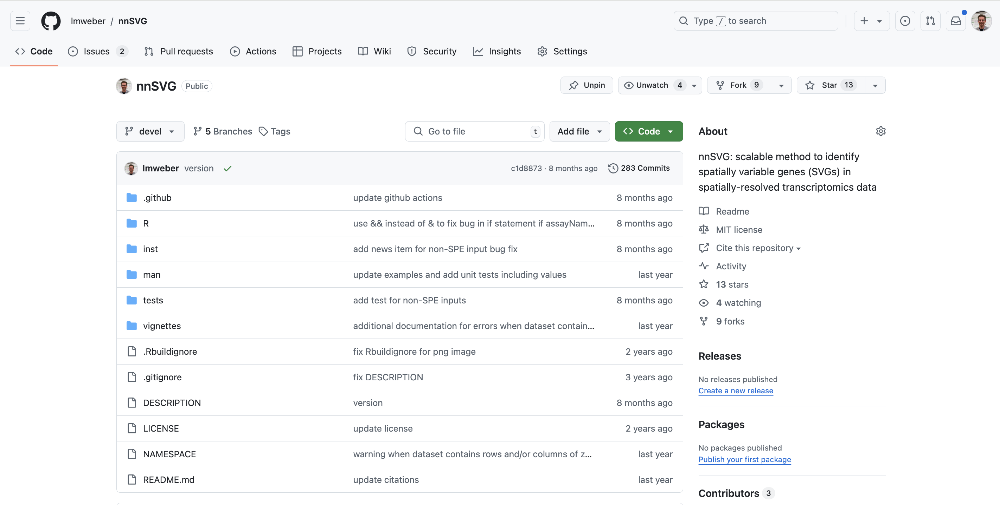 lmweber / nnSVG
Type / to search
Code
Issues 2
Pull requests
Actions
Projects
Wiki
Security
Insights
Settings
nnSVG Public
Unpin
Unwatch 4
Fork 9
Star 13
devel
5 Branches
Tags
Go to file t
Add file
Code
lmweber version
c1d8873 · 8 months ago
283 Commits
.github update github actions 8 months ago
R use && instead of & to fix bug in if statement if assayNam... 8 months ago
inst add news item for non-SPE input bug fix 8 months ago
man update examples and add unit tests including values last year
tests add test for non-SPE inputs 8 months ago
vignettes additional documentation for errors when dataset contain... last year
.Rbuildignore fix Rbuildignore for png image 2 years ago
.gitignore fix DESCRIPTION 3 years ago
DESCRIPTION version 8 months ago
LICENSE update license 2 years ago
NAMESPACE warning when dataset contains rows and/or columns of z... last year
README.md update citations last year
About
nnSVG: scalable method to identify
spatially variable genes (SVGs) in
spatially-resolved transcriptomics data
Readme
MIT license
Cite this repository
Activity
13 stars
4 watching
9 forks
Releases
No releases published
Create a new release
Packages
No packages published
Publish your first package
Contributors 3